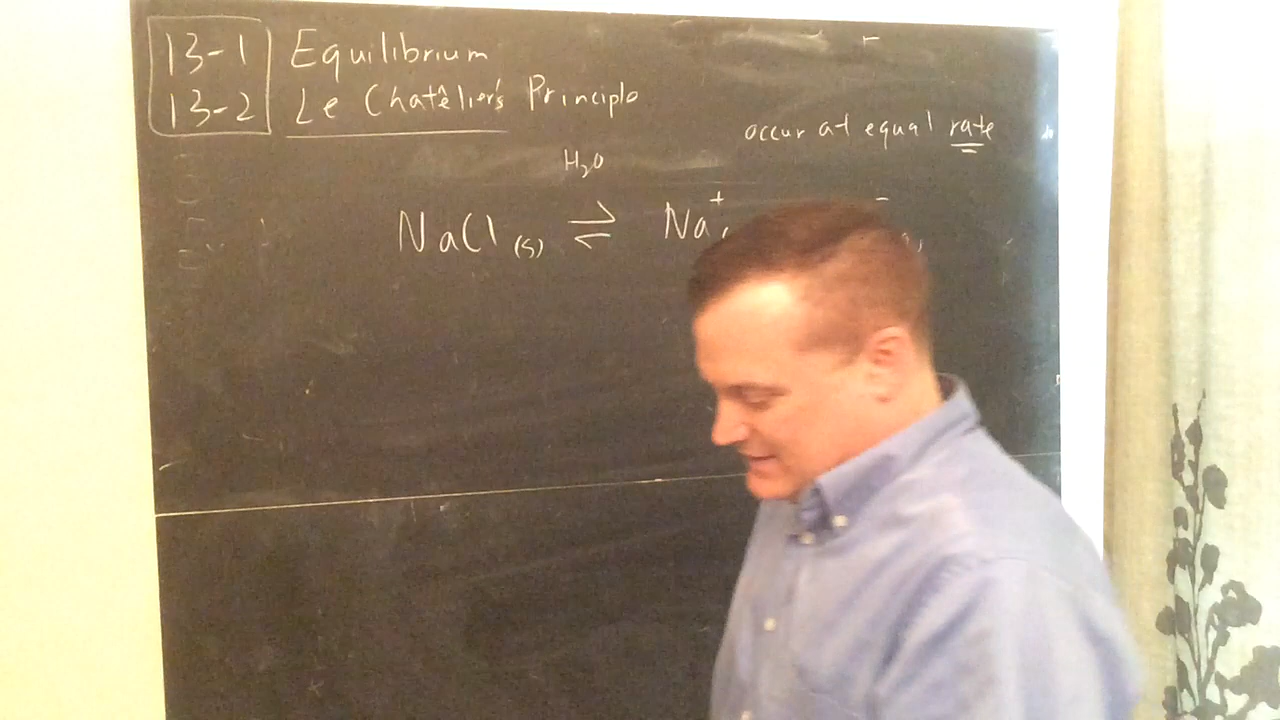 13-1 Equilibrium
13-2 Le Chatêlier's Principle
occur at equal rate
H₂O
NaCl (s) ⇌ Na⁺ ⁻